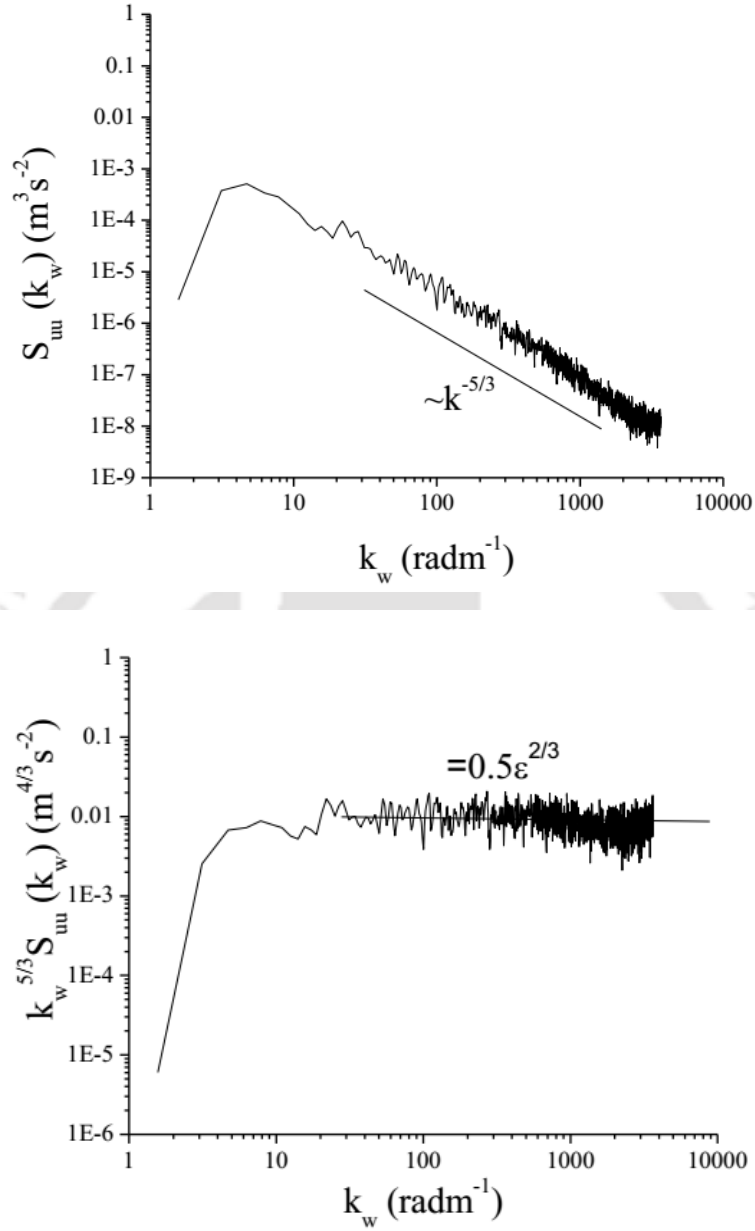 1
0.1
0.01
1E-3
1E-4
1E-5
1E-6
1E-7
1E-8
1E-9
S_uu (k_w) (m^3 s^-2)
~k^-5/3
1 10 100 1000 10000
k_w (radm^-1)
1
0.1
0.01
1E-3
1E-4
1E-5
1E-6
k_w^5/3 S_uu (k_w) (m^4/3 s^-2)
=0.5ε^2/3
1 10 100 1000 10000
k_w (radm^-1)